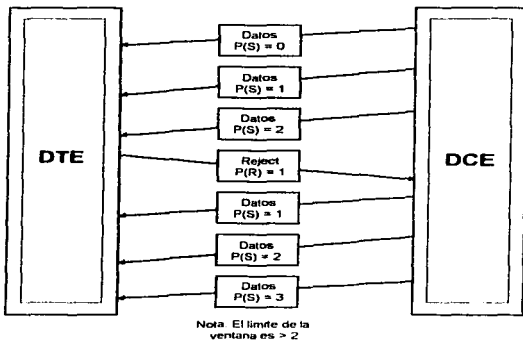 Datos
P(S) = 0
Datos
P(S) = 1
Datos
P(S) = 2
DTE
Reject
P(R) = 1
DCE
Datos
P(S) = 1
Datos
P(S) = 2
Datos
P(S) = 3
Nota. El limite de la
ventana es > 2